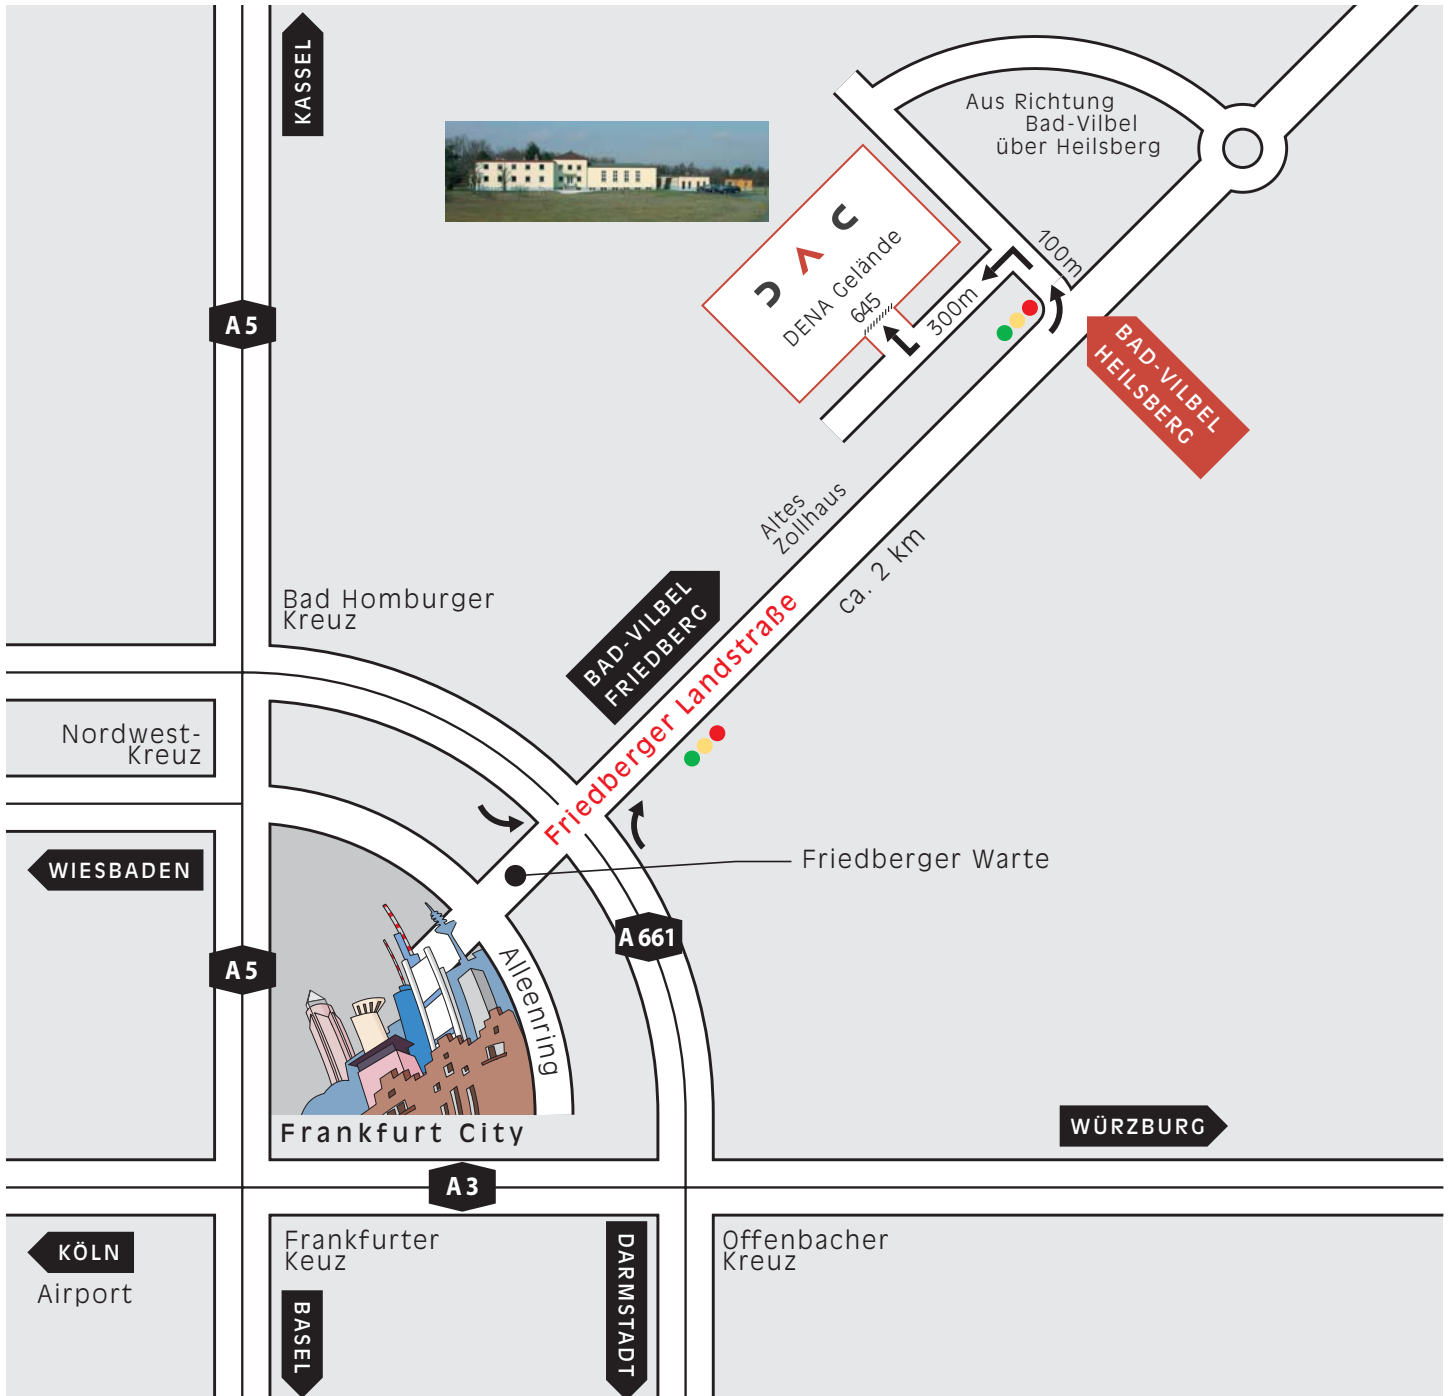 KASSEL
Aus Richtung
Bad-Vilbel
über Heilsberg
100m
DENA Gelände
645
300m
A5
BAD-VILBEL
HEILSBERG
Altes
Zollhaus
ca. 2 km
Bad Homburger
Kreuz
BAD-VILBEL
FRIEDBERG
Friedberger Landstraße
Nordwest-
Kreuz
WIESBADEN
Friedberger Warte
A661
A5
Alleenring
Frankfurt City
WÜRZBURG
A3
KÖLN
Airport
Frankfurter
Keuz
BASEL
DARMSTADT
Offenbacher
Kreuz